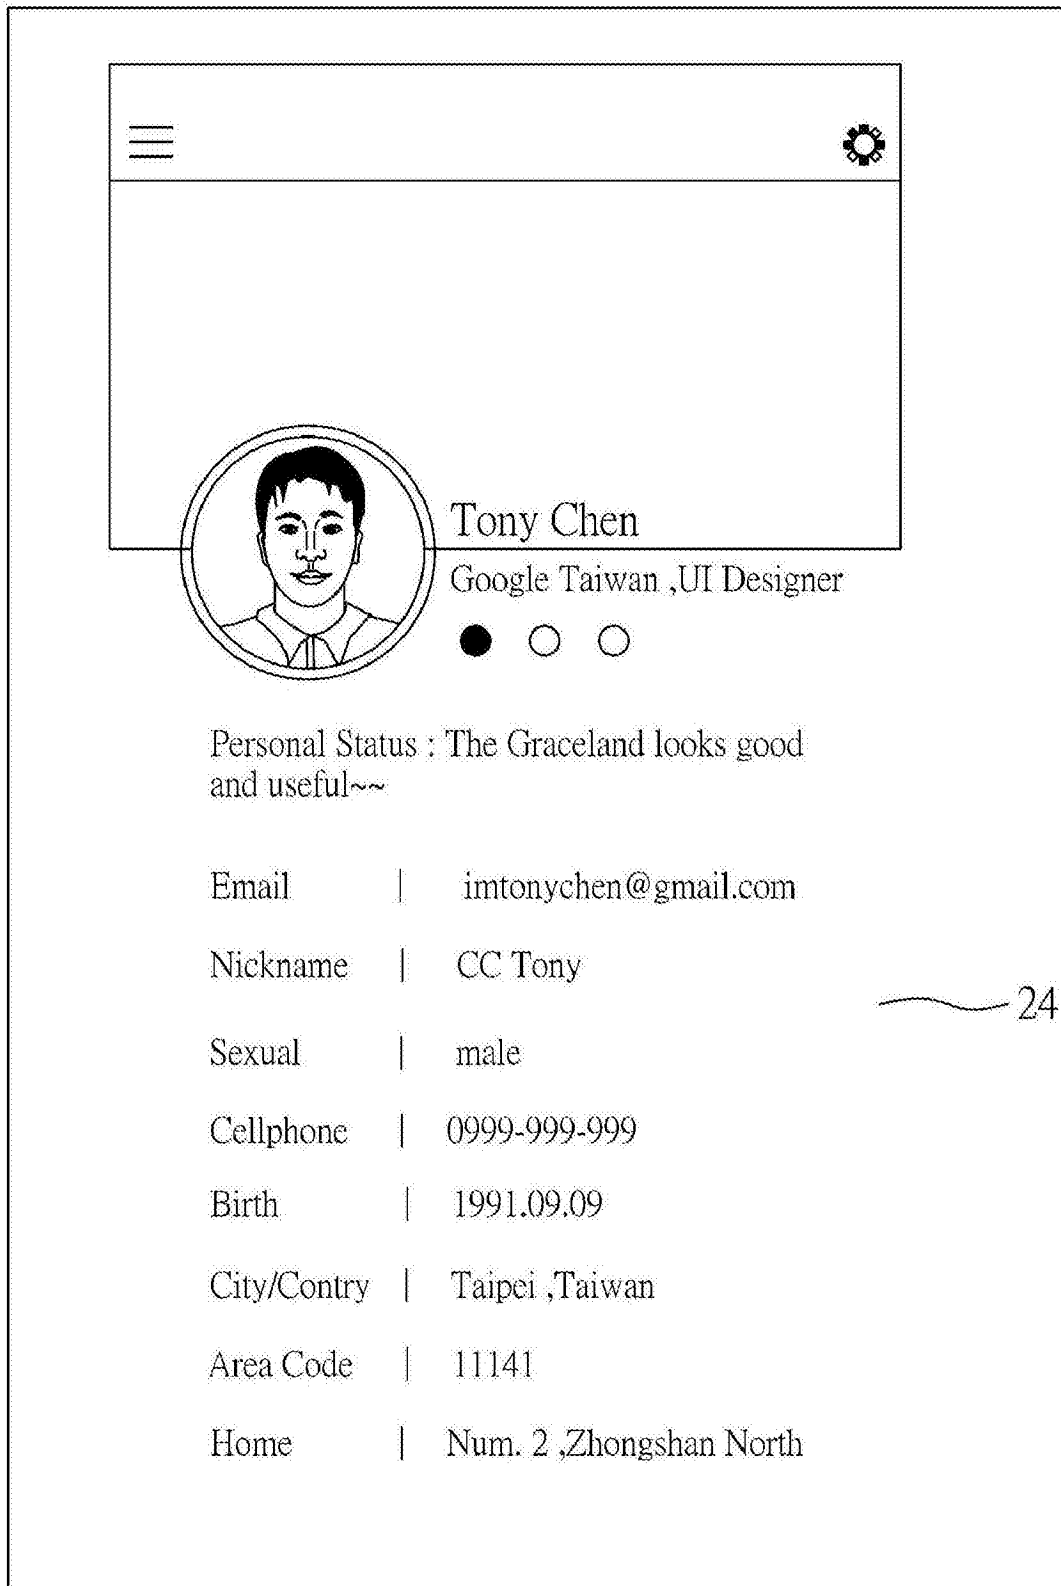 Tony Chen
Google Taiwan ,UI Designer
Personal Status : The Graceland looks good
and useful~~
Email | imtonychen@gmail.com
Nickname | CC Tony
24
Sexual | male
Cellphone | 0999-999-999
Birth | 1991.09.09
City/Contry | Taipei ,Taiwan
Area Code | 11141
Home | Num. 2 ,Zhongshan North